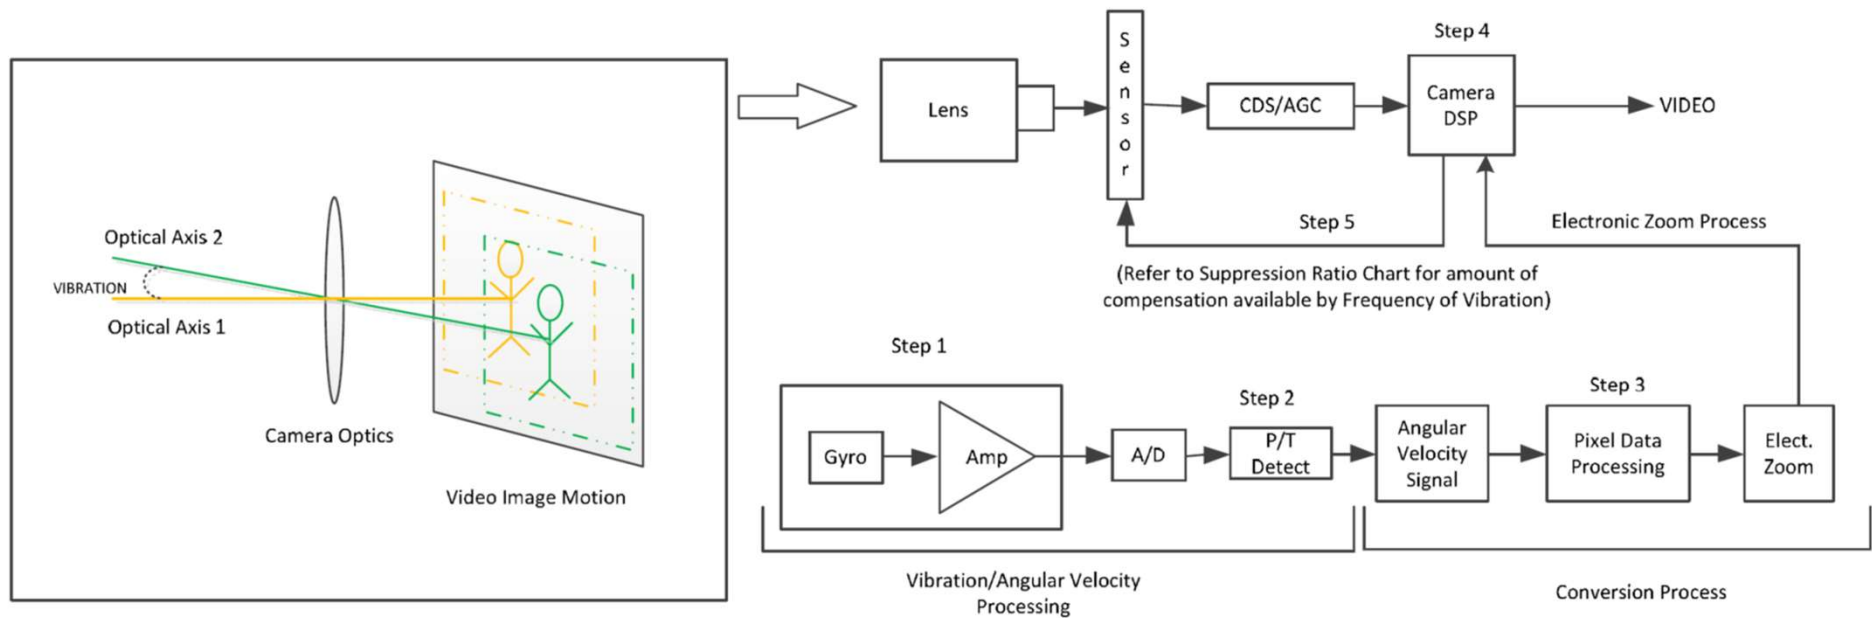 Optical Axis 2
VIBRATION
Optical Axis 1
Camera Optics
Video Image Motion
Lens
Sensor
CDS/AGC
Step 4
Camera
DSP
VIDEO
Step 5
Electronic Zoom Process
(Refer to Suppression Ratio Chart for amount of
compensation available by Frequency of Vibration)
Step 1
Gyro
Amp
A/D
Step 2
P/T
Detect
Angular
Velocity
Signal
Step 3
Pixel Data
Processing
Elect.
Zoom
Vibration/Angular Velocity
Processing
Conversion Process